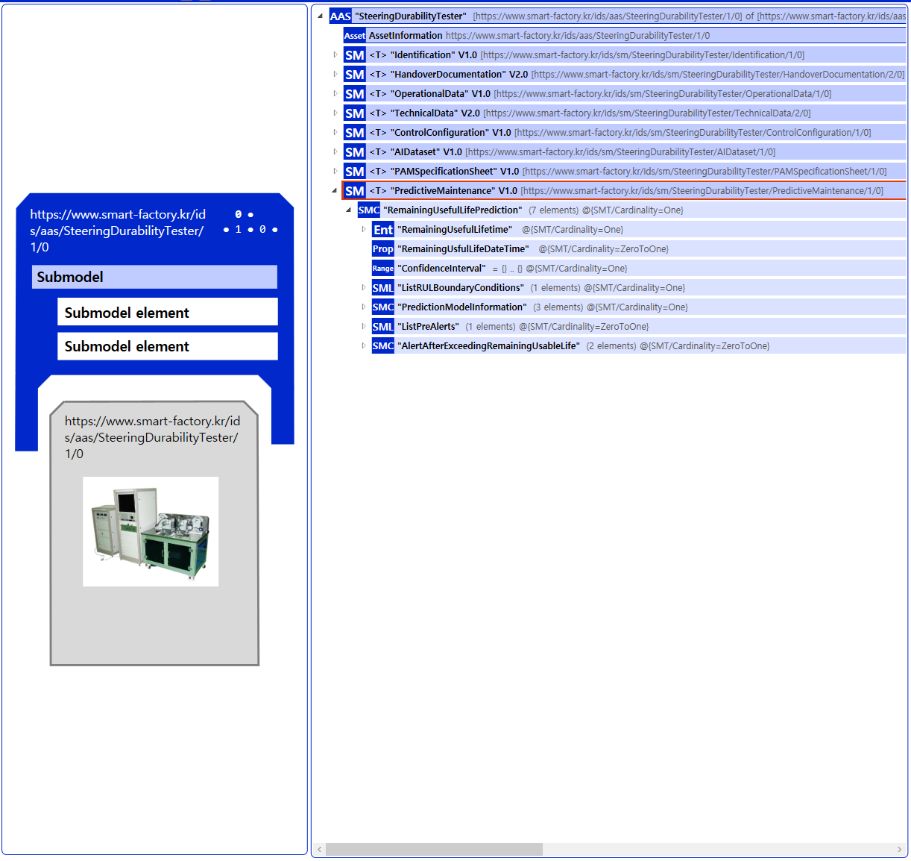 https://www.smart-factory.kr/id
s/aas/SteeringDurabilityTester/
1/0
0
1 0
Submodel
Submodel element
Submodel element
https://www.smart-factory.kr/id
s/aas/SteeringDurabilityTester/
1/0
AAS "SteeringDurabilityTester" [https://www.smart-factory.kr/ids/aas/SteeringDurabilityTester/1/0] of [https://www.smart-factory.kr/ids/aas
Asset AssetInformation https://www.smart-factory.kr/ids/aas/SteeringDurabilityTester/1/0
SM <T> "Identification" V1.0 [https://www.smart-factory.kr/ids/sm/SteeringDurabilityTester/Identification/1/0]
SM <T> "HandoverDocumentation" V2.0 [https://www.smart-factory.kr/ids/sm/SteeringDurabilityTester/HandoverDocumentation/2/0]
SM <T> "OperationalData" V1.0 [https://www.smart-factory.kr/ids/sm/SteeringDurabilityTester/OperationalData/1/0]
SM <T> "TechnicalData" V2.0 [https://www.smart-factory.kr/ids/sm/SteeringDurabilityTester/TechnicalData/2/0]
SM <T> "ControlConfiguration" V1.0 [https://www.smart-factory.kr/ids/sm/SteeringDurabilityTester/ControlConfiguration/1/0]
SM <T> "AIDataset" V1.0 [https://www.smart-factory.kr/ids/sm/SteeringDurabilityTester/AIDataset/1/0]
SM <T> "PAMSpecificationSheet" V1.0 [https://www.smart-factory.kr/ids/sm/SteeringDurabilityTester/PAMSpecificationSheet/1/0]
SM <T> "PredictiveMaintenance" V1.0 [https://www.smart-factory.kr/ids/sm/SteeringDurabilityTester/PredictiveMaintenance/1/0]
SMC "RemainingUsefulLifePrediction" (7 elements) @{SMT/Cardinality=One}
Ent "RemainingUsefulLifetime" @{SMT/Cardinality=One}
Prop "RemainingUsfulLifeDateTime" @{SMT/Cardinality=ZeroToOne}
Range "ConfidenceInterval" = {} .. {} @{SMT/Cardinality=One}
SML "ListRULBoundaryConditions" (1 elements) @{SMT/Cardinality=One}
SMC "PredictionModelInformation" (3 elements) @{SMT/Cardinality=One}
SML "ListPreAlerts" (1 elements) @{SMT/Cardinality=ZeroToOne}
SMC "AlertAfterExceedingRemainingUsableLife" (2 elements) @{SMT/Cardinality=ZeroToOne}